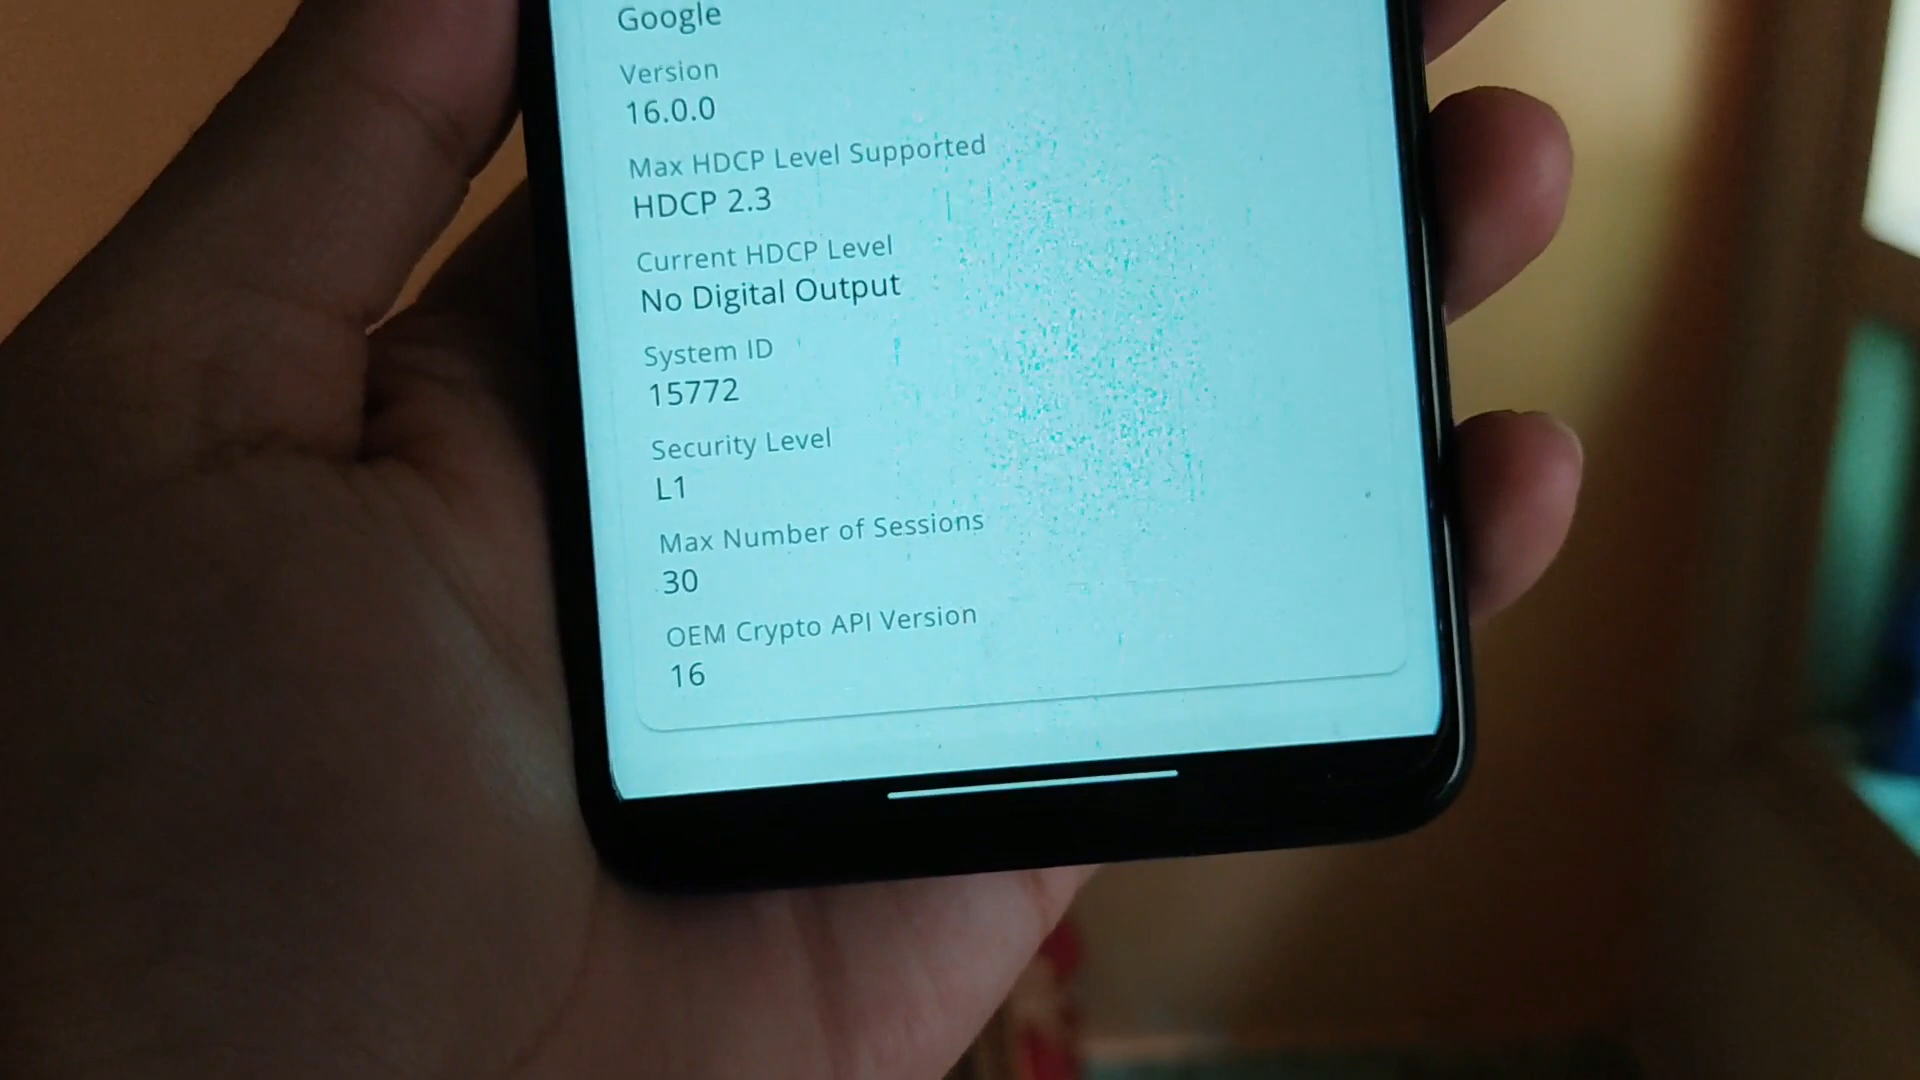 Google
Version
16.0.0
Max HDCP Level Supported
HDCP 2.3
Current HDCP Level
No Digital Output
System ID
15772
Security Level
L1
Max Number of Sessions
30
OEM Crypto API Version
16